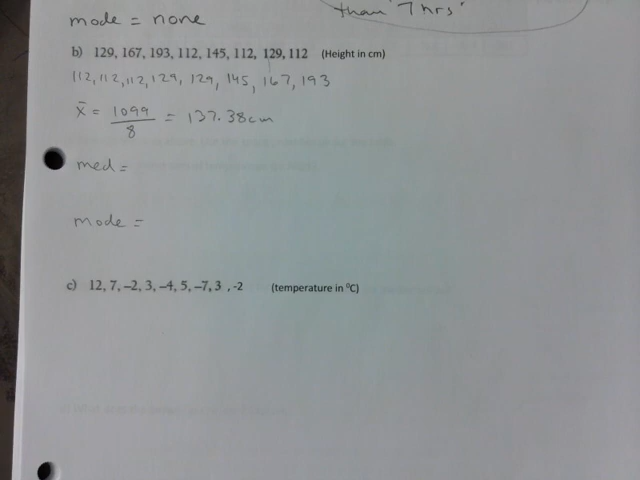 than 7 hrs
mode = none
b) 129, 167, 193, 112, 145, 112, 129, 112 (Height in cm)
112, 112, 112, 129, 129, 145, 167, 193
x̄ = 1099
8
= 137.38cm
med =
mode =
c) 12, 7, –2, 3, –4, 5, –7, 3 , -2 (temperature in °C)